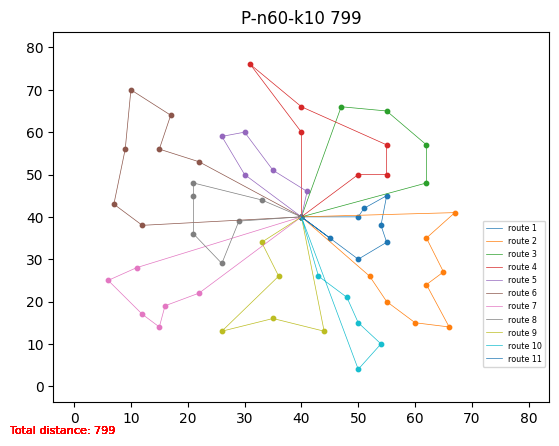 P-n60-k10 799
80
70
60
50
40
30
20
10
0
0 10 20 30 40 50 60 70 80
route 1
route 2
route 3
route 4
route 5
route 6
route 7
route 8
route 9
route 10
route 11
Total distance: 799